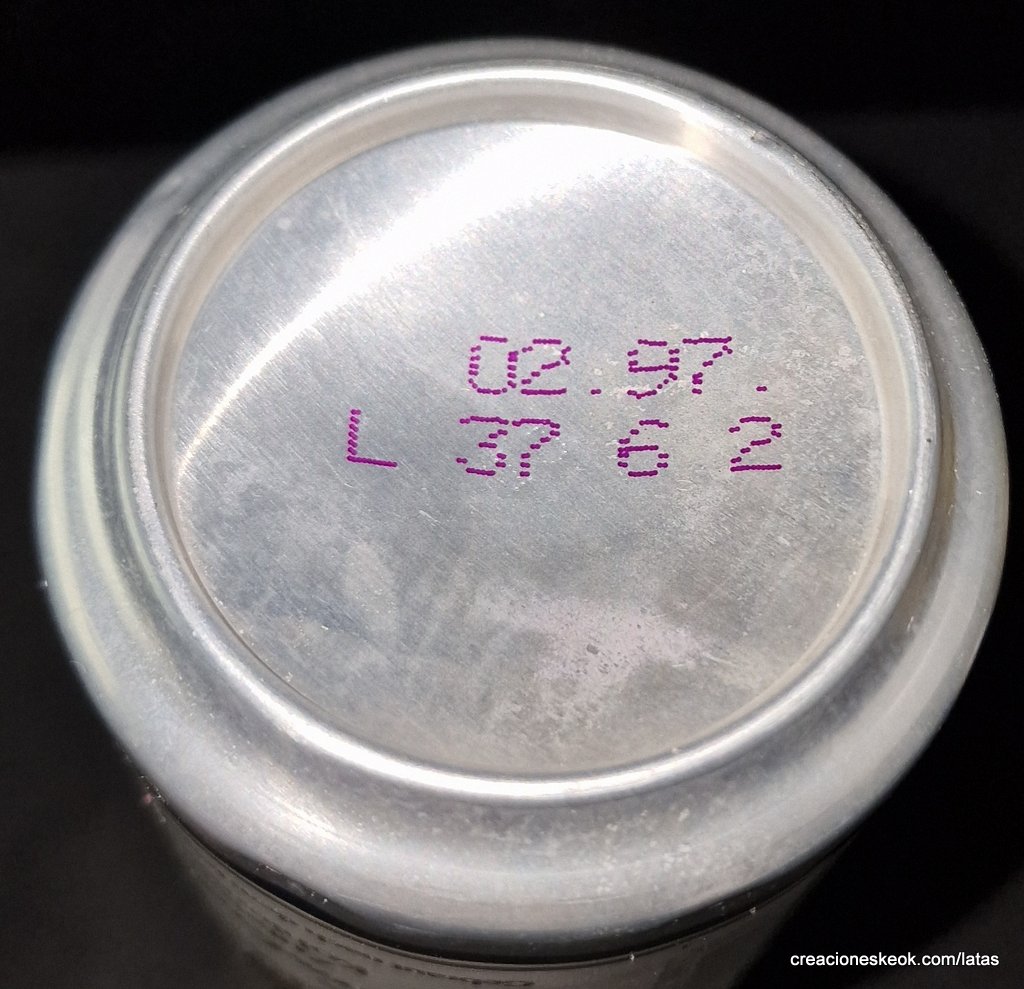 02.97.
L 37 6 2
creacioneskeok.com/latas